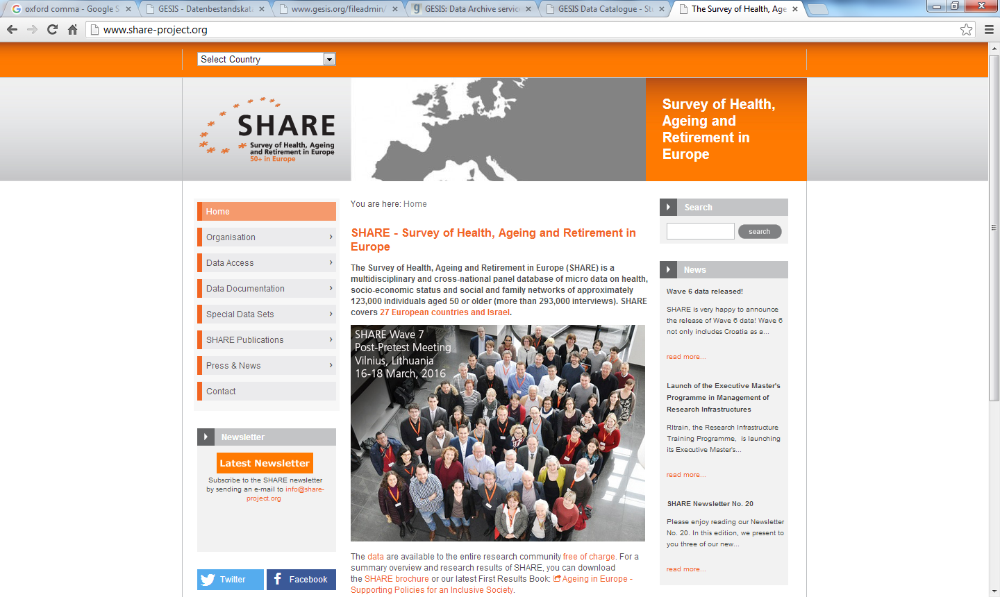 oxford comma - Google S
GESIS - Datenbestandskata
www.gesis.org/fileadmin/
GESIS: Data Archive service
GESIS Data Catalogue - Stu
The Survey of Health, Age
www.share-project.org
Select Country
SHARE
Survey of Health, Ageing
and Retirement in Europe
50+ in Europe
Survey of Health,
Ageing and
Retirement in
Europe
Home
Organisation
Data Access
Data Documentation
Special Data Sets
SHARE Publications
Press & News
Contact
Newsletter
Latest Newsletter
Subscribe to the SHARE newsletter
by sending an e-mail to info@share-
project.org
Twitter
Facebook
You are here: Home
SHARE - Survey of Health, Ageing and Retirement in
Europe
The Survey of Health, Ageing and Retirement in Europe (SHARE) is a
multidisciplinary and cross-national panel database of micro data on health,
socio-economic status and social and family networks of approximately
123,000 individuals aged 50 or older (more than 293,000 interviews). SHARE
covers 27 European countries and Israel.
SHARE Wave 7
Post-Pretest Meeting
Vilnius, Lithuania
16-18 March, 2016
The data are available to the entire research community free of charge. For a
summary overview and research results of SHARE, you can download
the SHARE brochure or our latest First Results Book: Ageing in Europe -
Supporting Policies for an Inclusive Society.
Search
search
News
Wave 6 data released!
SHARE is very happy to announce
the release of Wave 6 data! Wave 6
not only includes Croatia as a...
read more...
Launch of the Executive Master's
Programme in Management of
Research Infrastructures
RItrain, the Research Infrastructure
Training Programme, is launching
its Executive Master's...
read more...
SHARE Newsletter No. 20
Please enjoy reading our Newsletter
No. 20. In this edition, we present to
you three of our new...
read more...